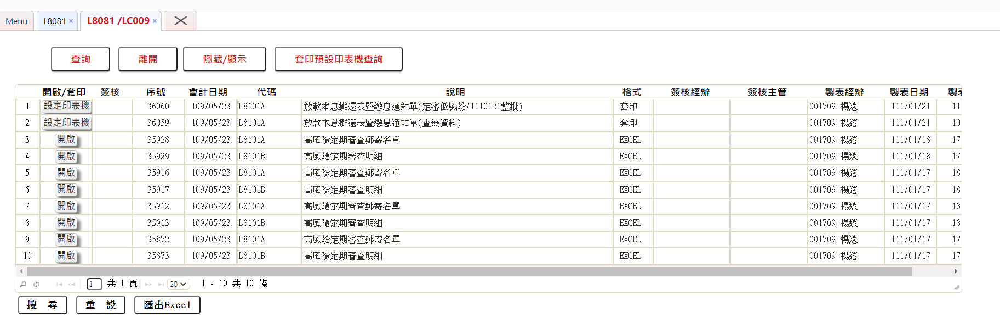 Menu L8081 × L8081 /LC009 ×
查詢 離開 隱藏/顯示 套印預設印表機查詢
開啟/套印 簽核 序號 會計日期 代碼 說明 格式 簽核經辦 簽核主管 製表經辦 製表日期
1 設定印表機 36060 109/05/23 L8101A 放款本息攤還表暨繳息通知單(定審低風險/1110121整批) 套印 001709 楊逍 111/01/21 11
2 設定印表機 36059 109/05/23 L8101A 放款本息攤還表暨繳息通知單(查無資料) 套印 001709 楊逍 111/01/21 10
3 開啟 35928 109/05/23 L8101A 高風險定期審查郵寄名單 EXCEL 001709 楊逍 111/01/18 17
4 開啟 35929 109/05/23 L8101B 高風險定期審查明細 EXCEL 001709 楊逍 111/01/18 17
5 開啟 35916 109/05/23 L8101A 高風險定期審查郵寄名單 EXCEL 001709 楊逍 111/01/17 18
6 開啟 35917 109/05/23 L8101B 高風險定期審查明細 EXCEL 001709 楊逍 111/01/17 18
7 開啟 35912 109/05/23 L8101A 高風險定期審查郵寄名單 EXCEL 001709 楊逍 111/01/17 18
8 開啟 35913 109/05/23 L8101B 高風險定期審查明細 EXCEL 001709 楊逍 111/01/17 18
9 開啟 35872 109/05/23 L8101A 高風險定期審查郵寄名單 EXCEL 001709 楊逍 111/01/17 17
10 開啟 35873 109/05/23 L8101B 高風險定期審查明細 EXCEL 001709 楊逍 111/01/17 17
1 共 1 頁 20 1 - 10 共 10 條
搜 尋 重 設 匯出Excel